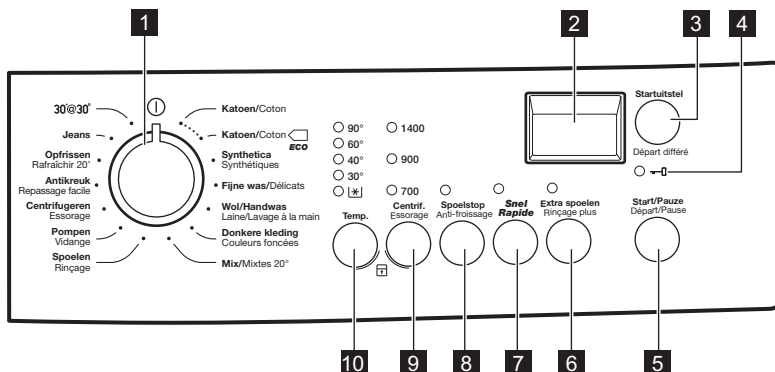 1
2
3
4
30°@30°
Jeans
Opfrissen
Rafraîchir 20'
Antikreuk
Repassage facile
Centrifugeren
Essorage
Pompen
Vidange
Spoelen
Rinçage
Katoen/Coton
Katoen/Coton
ECO
Synthetica
Synthétiques
Fijne was/Délicats
Wol/Handwas
Laine/Lavage à la main
Donkere kleding
Couleurs foncées
Mix/Mixtes 20°
90°
60°
40°
30°
1400
900
700
Temp.
Centrif.
Essorage
Spoelstop
Anti-froissage
Snel
Rapide
Extra spoelen
Rinçage plus
Startuitstel
Départ différé
Start/Pauze
Départ/Pause
10
9
8
7
6
5